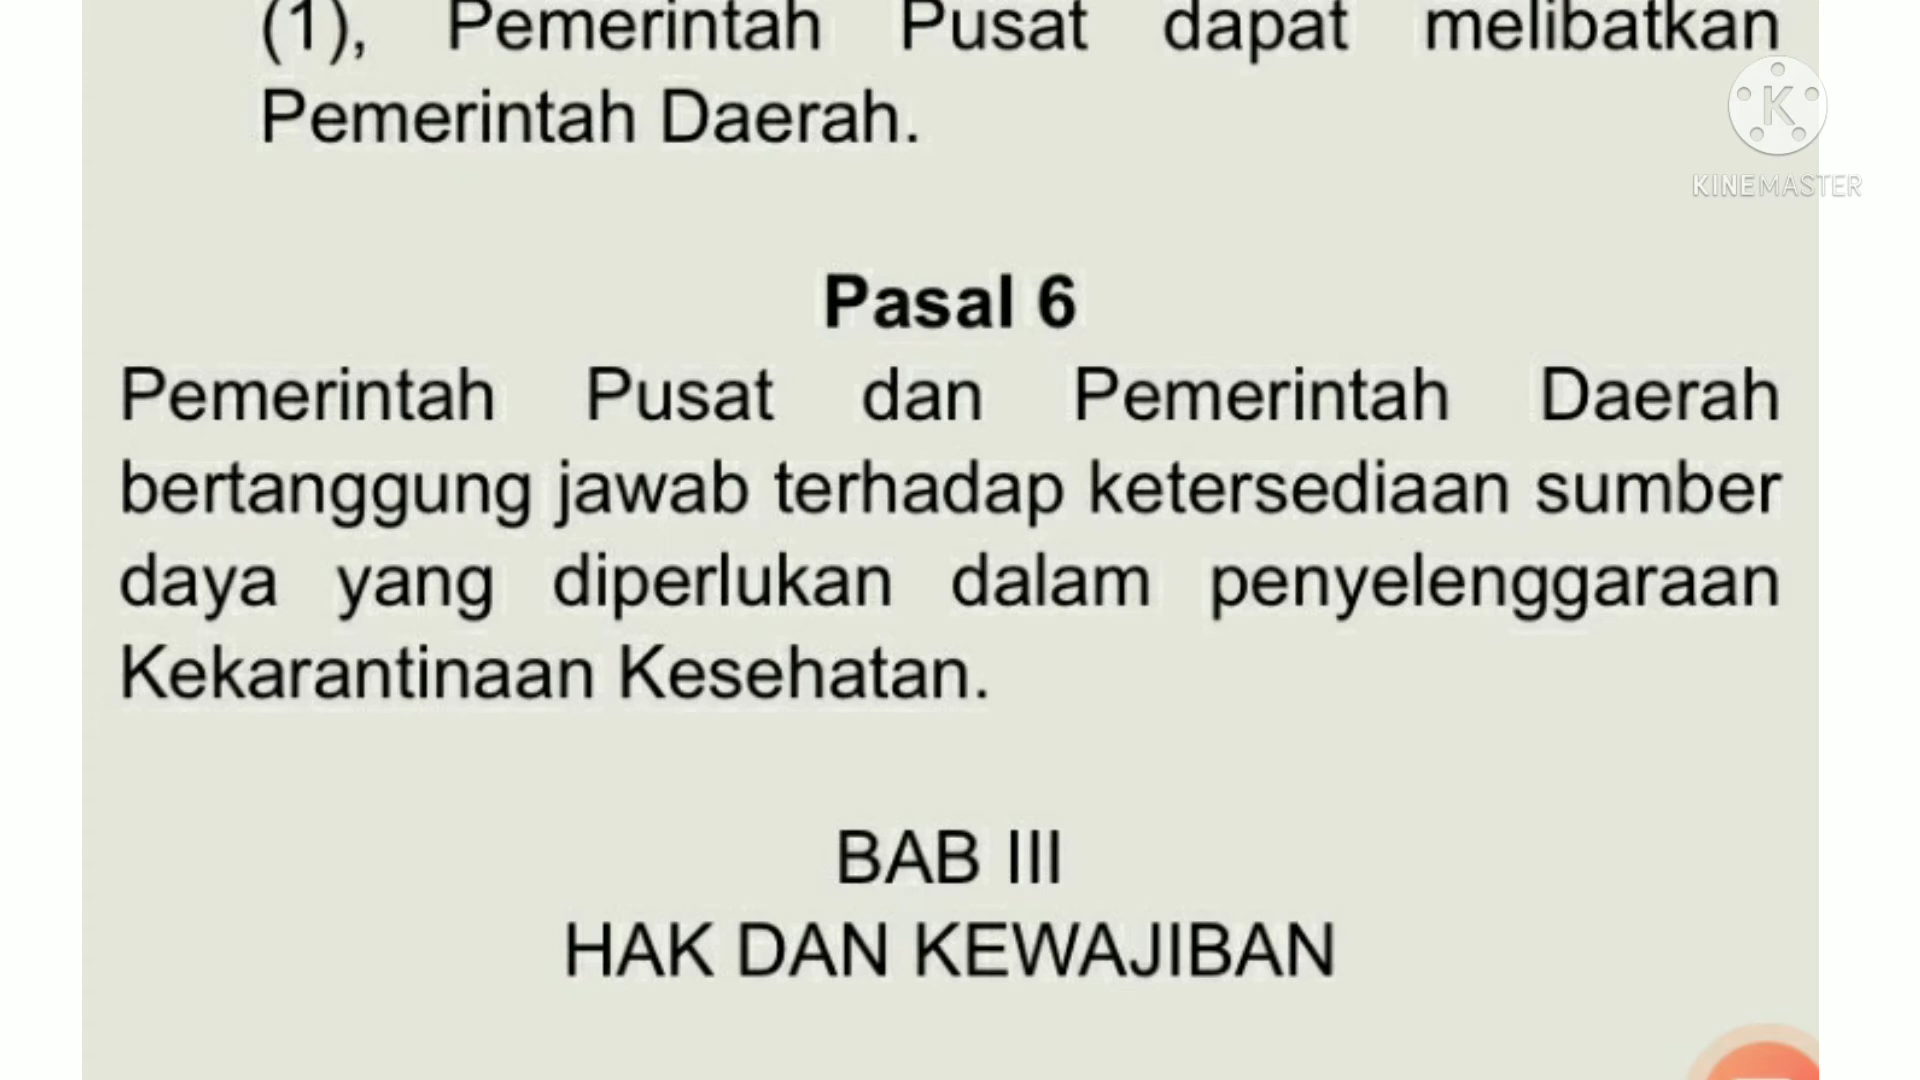 (1), Pemerintah Pusat dapat melibatkan
Pemerintah Daerah.
KINEMASTER
Pasal 6
Pemerintah Pusat dan Pemerintah Daerah
bertanggung jawab terhadap ketersediaan sumber
daya yang diperlukan dalam penyelenggaraan
Kekarantinaan Kesehatan.
BAB III
HAK DAN KEWAJIBAN